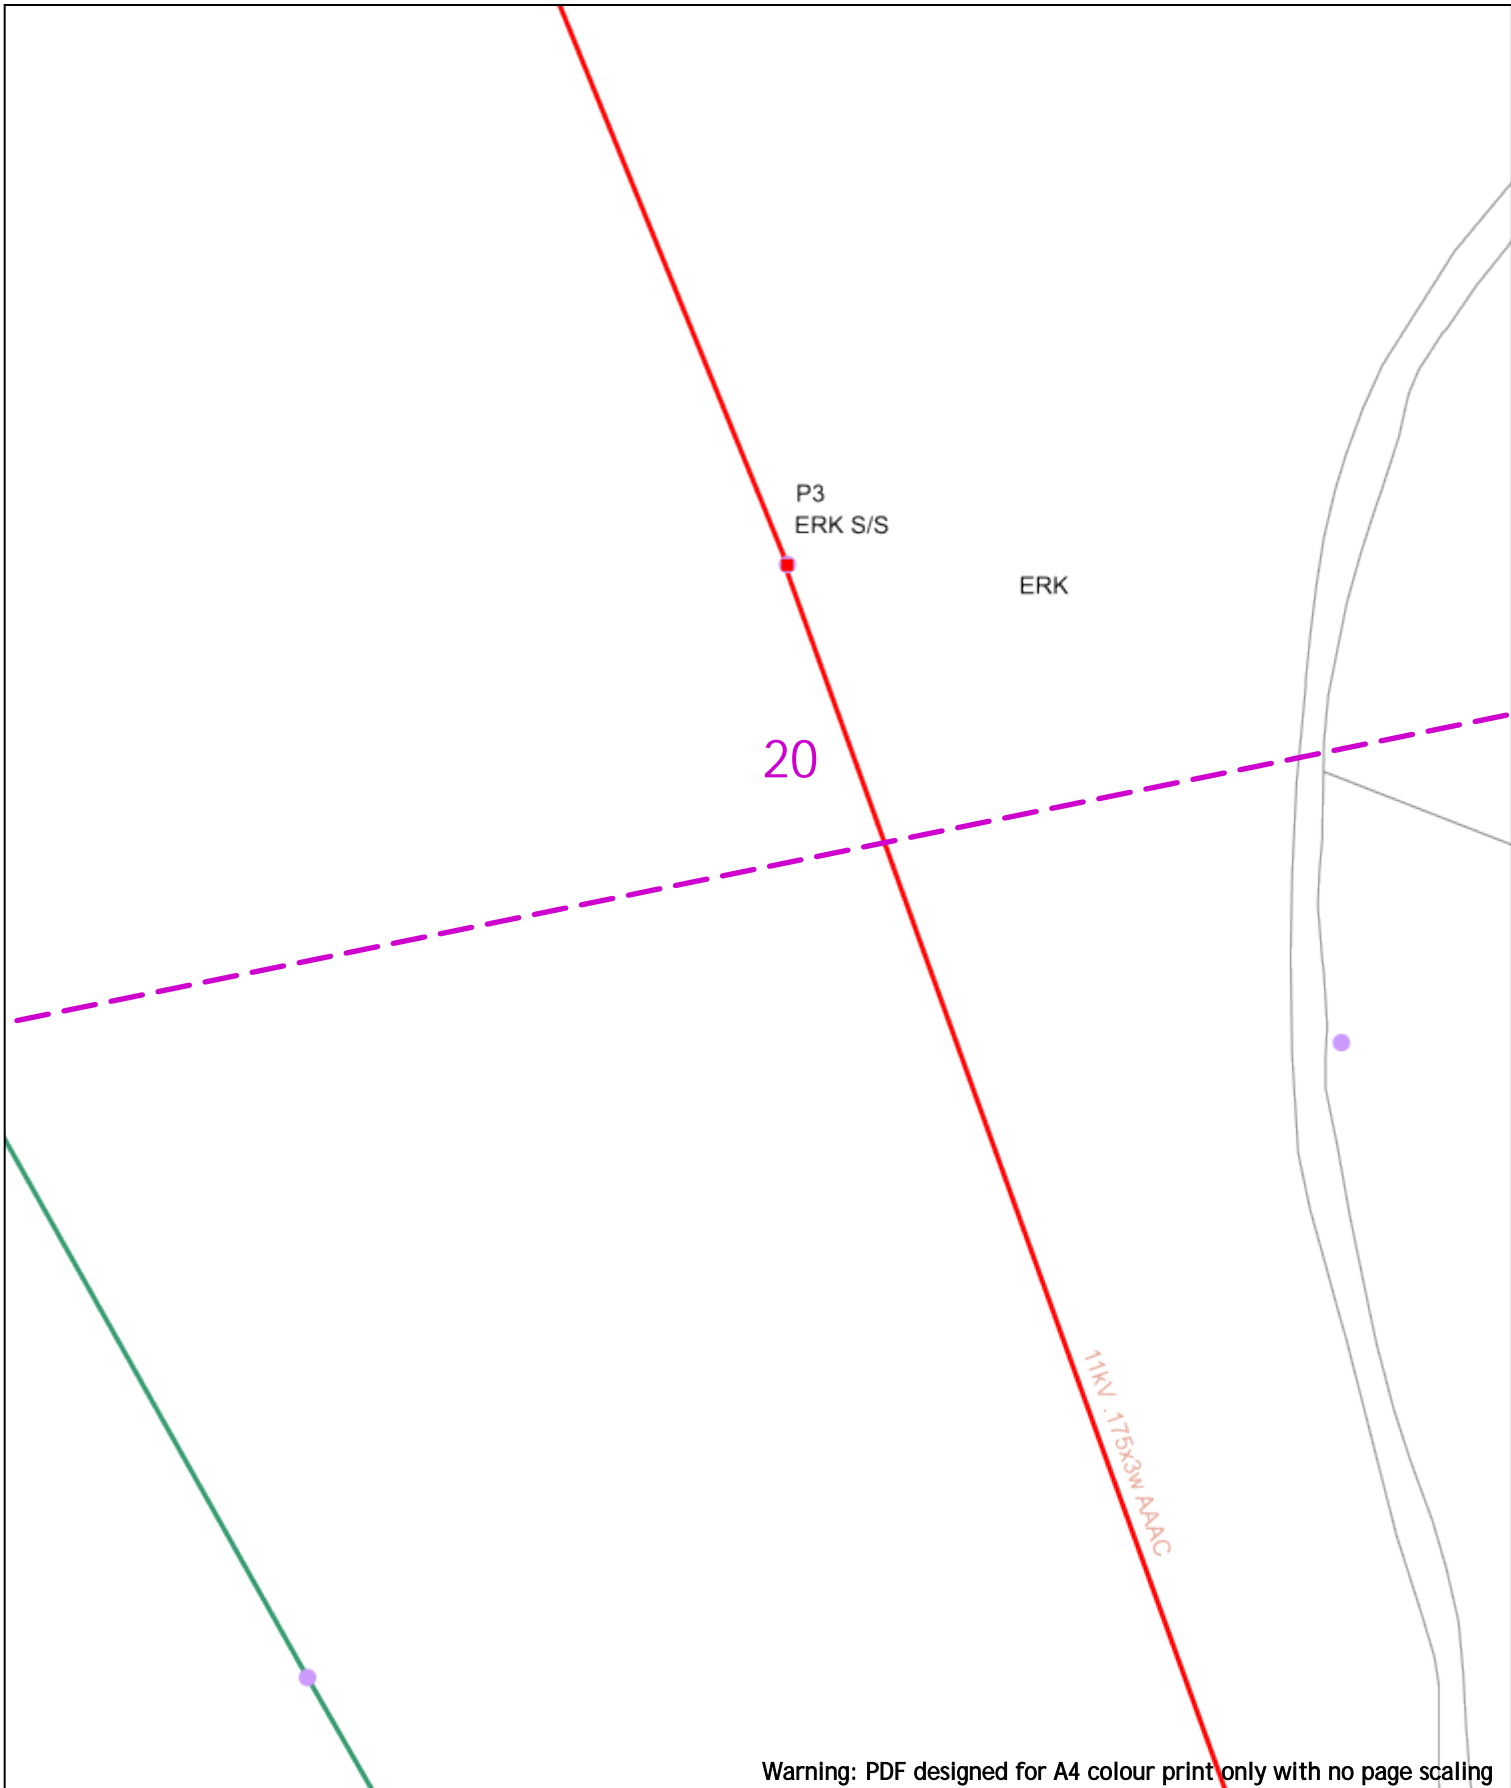 P3
ERK S/S
ERK
20
11kV .175x3w AAAC
Warning: PDF designed for A4 colour print only with no page scaling